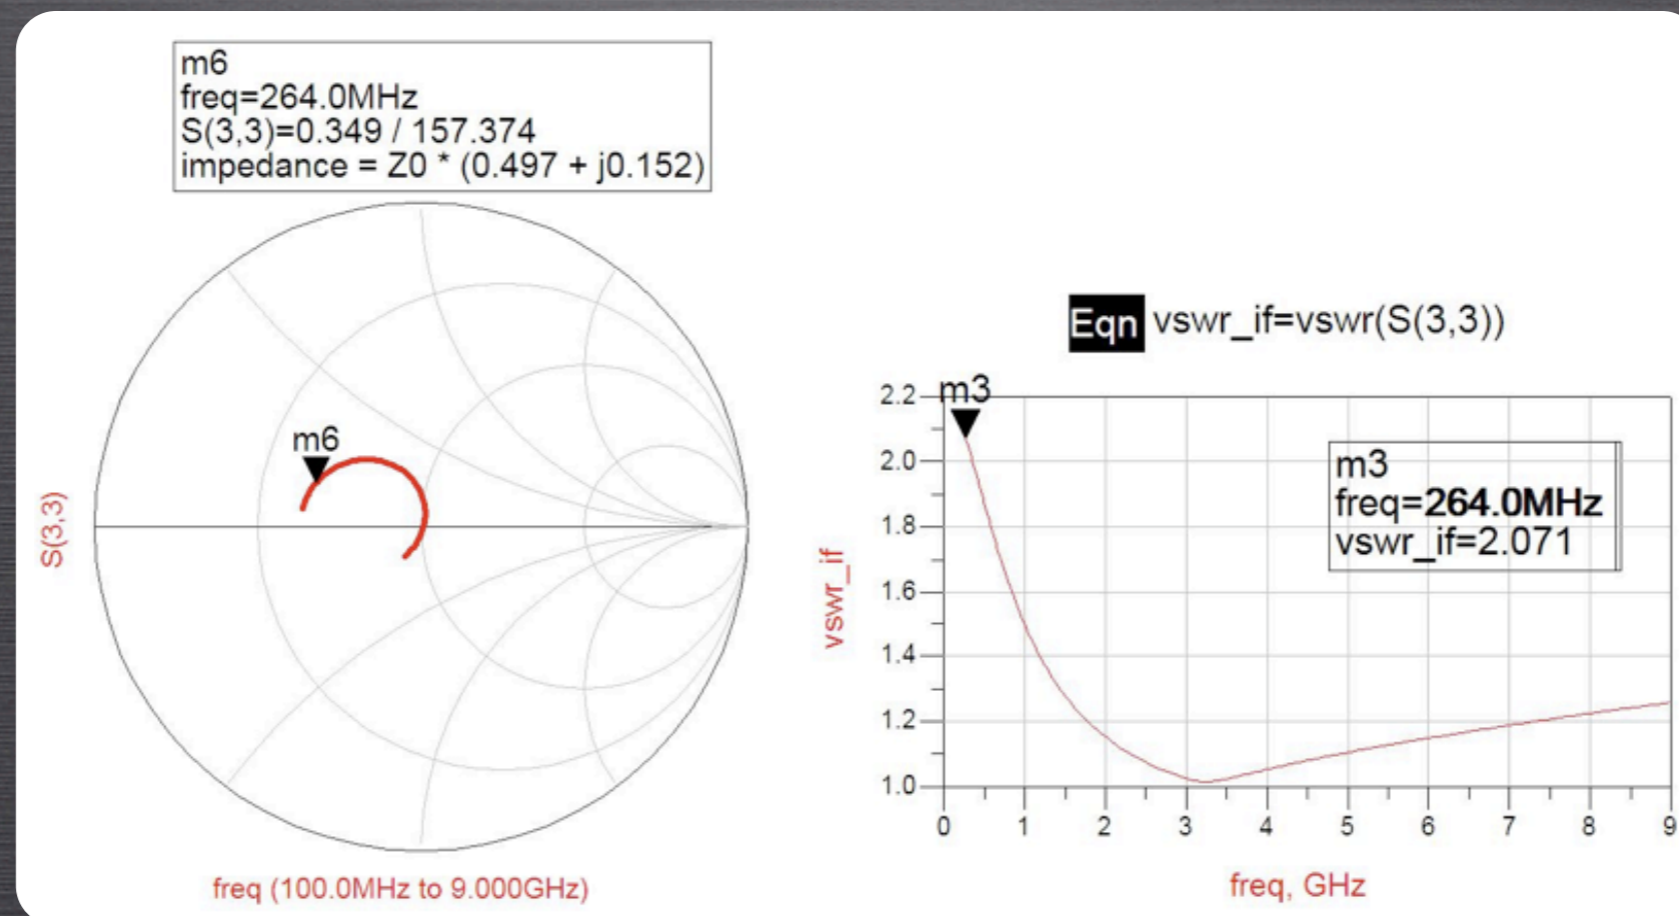 m6
freq=264.0MHz
S(3,3)=0.349 / 157.374
impedance = Z0 * (0.497 + j0.152)
m6
S(3,3)
freq (100.0MHz to 9.000GHz)
Eqn vswr_if=vswr(S(3,3))
m3
2.2
2.0
1.8
1.6
1.4
1.2
1.0
vswr_if
m3
freq=264.0MHz
vswr_if=2.071
0 1 2 3 4 5 6 7 8 9
freq, GHz